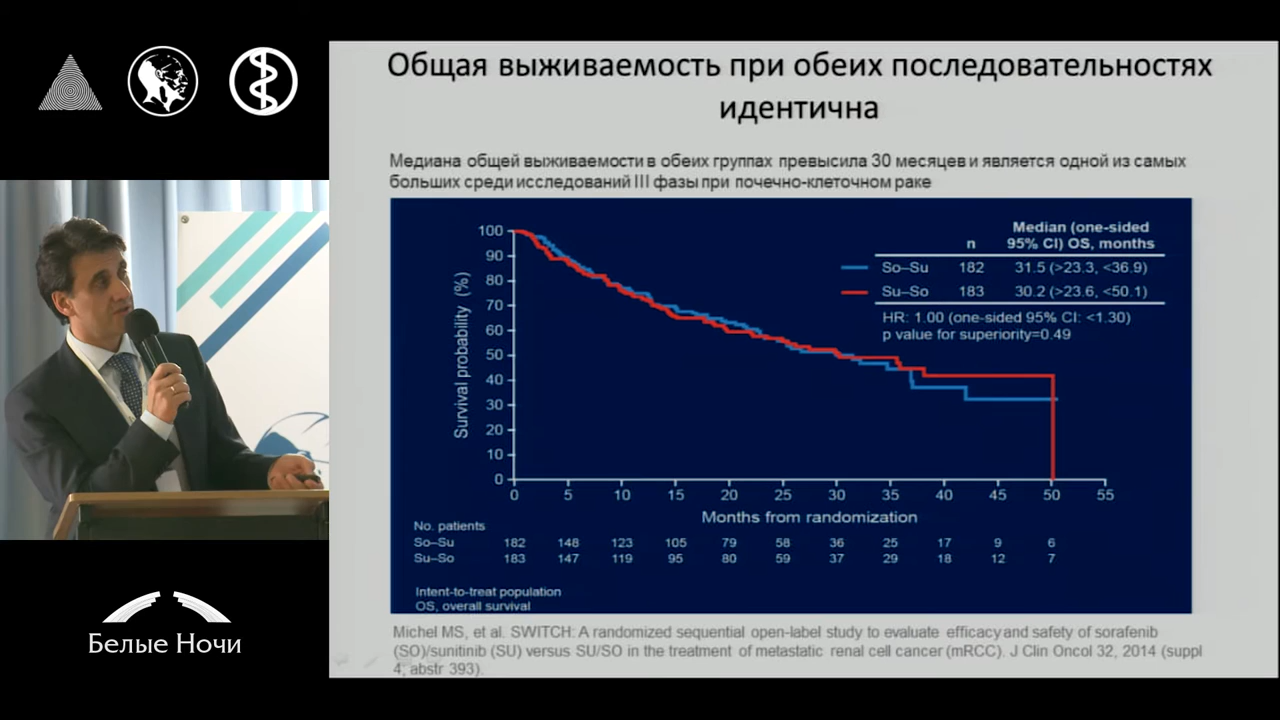 Общая выживаемость при обеих последовательностях
идентична
Медиана общей выживаемости в обеих группах превысила 30 месяцев и является одной из самых
больших среди исследований III фазы при почечно-клеточном раке
Median (one-sided
n 95% CI) OS, months
So–Su 182 31.5 (>23.3, <36.9)
Su–So 183 30.2 (>23.6, <50.1)
HR: 1.00 (one-sided 95% CI: <1.30)
p value for superiority=0.49
Survival probability (%)
100
90
80
70
60
50
40
30
20
10
0
0 5 10 15 20 25 30 35 40 45 50 55
Months from randomization
No. patients
So–Su 182 148 123 105 79 58 36 25 17 9 6
Su–So 183 147 119 95 80 59 37 29 18 12 7
Intent-to-treat population
OS, overall survival
Michel MS, et al. SWITCH: A randomized sequential open-label study to evaluate efficacy and safety of sorafenib
(SO)/sunitinib (SU) versus SU/SO in the treatment of metastatic renal cell cancer (mRCC). J Clin Oncol 32, 2014 (suppl
4; abstr 393).
Белые Ночи